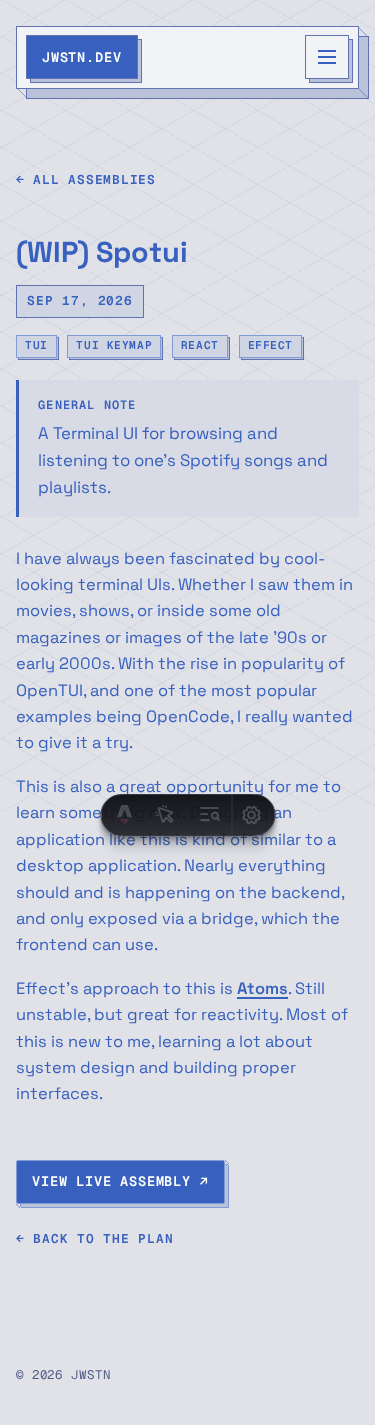 JWSTN.DEV
← ALL ASSEMBLIES
(WIP) Spotui
SEP 17, 2026
TUI TUI KEYMAP REACT EFFECT
GENERAL NOTE
A Terminal UI for browsing and
listening to one's Spotify songs and
playlists.
I have always been fascinated by cool-
looking terminal UIs. Whether I saw them in
movies, shows, or inside some old
magazines or images of the late '90s or
early 2000s. With the rise in popularity of
OpenTUI, and one of the most popular
examples being OpenCode, I really wanted
to give it a try.
This is also a great opportunity for me to
learn an
application like this is kind of similar to a
desktop application. Nearly everything
should and is happening on the backend,
and only exposed via a bridge, which the
frontend can use.
Effect's approach to this is Atoms. Still
unstable, but great for reactivity. Most of
this is new to me, learning a lot about
system design and building proper
interfaces.
VIEW LIVE ASSEMBLY ↗
← BACK TO THE PLAN
© 2026 JWSTN